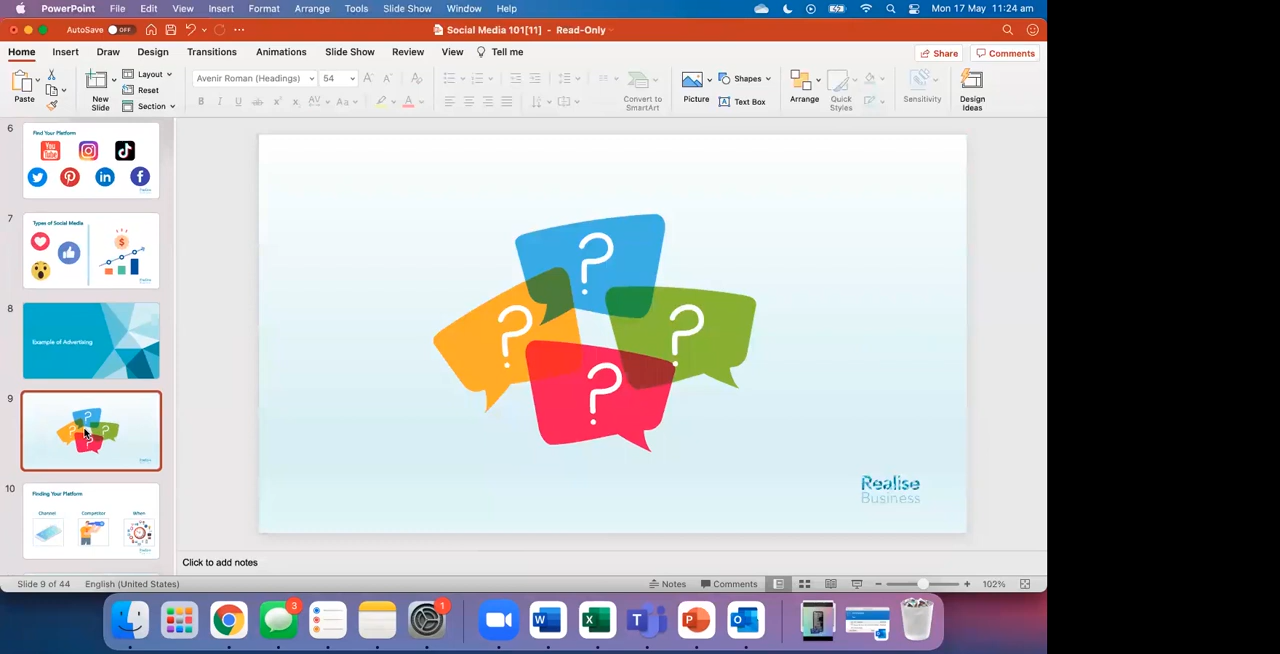 PowerPoint File Edit View Insert Format Arrange Tools Slide Show Window Help Mon 17 May 11:24 am
AutoSave OFF Social Media 101[11] - Read-Only
Home Insert Draw Design Transitions Animations Slide Show Review View Tell me Share Comments
Paste New Slide Layout Reset Section Avenir Roman (Headings) 54 Convert to SmartArt Picture Shapes Text Box Arrange Quick Styles Sensitivity Design Ideas
6
Find Your Platform
You Tube
7
Types of Social Media
8
Example of Advertising
9
10
Finding Your Platform
Channel Competitor When
?
? ?
?
Realise
Business
Click to add notes
Slide 9 of 44 English (United States) Notes Comments 102%
3 1